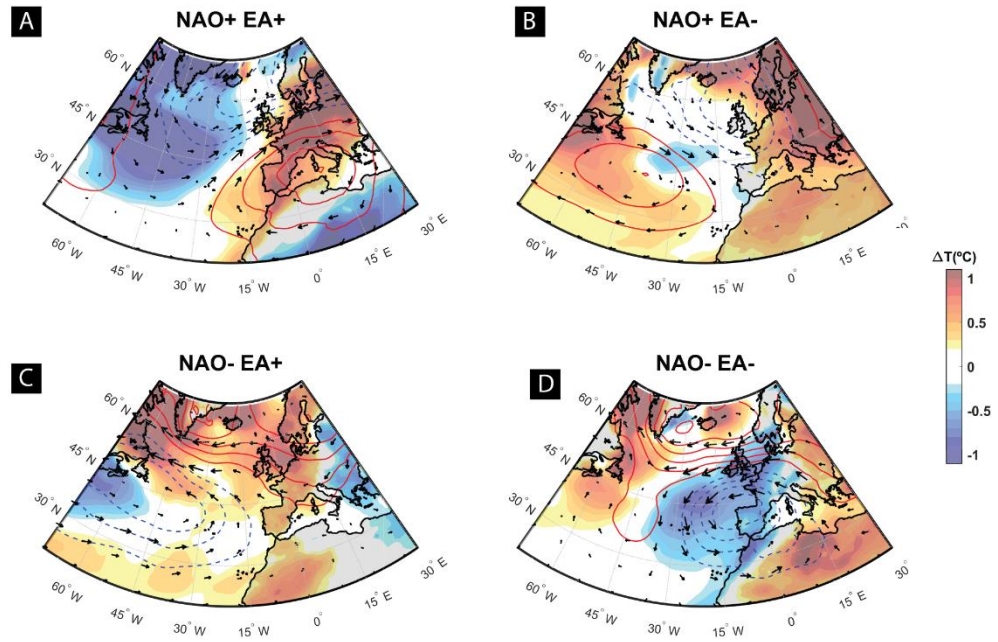 A
NAO+ EA+
60°N
45°N
30°N
60°W
45°W
30°W
15°W
0°
15°E
30°E
B
NAO+ EA-
60°N
45°N
30°N
60°W
45°W
30°W
15°W
0°
15°E
30°E
ΔT(ºC)
1
0.5
0
-0.5
-1
C
NAO- EA+
60°N
45°N
30°N
60°W
45°W
30°W
15°W
0°
15°E
30°E
D
NAO- EA-
60°N
45°N
30°N
60°W
45°W
30°W
15°W
0°
15°E